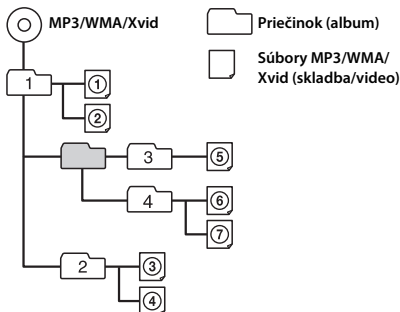 MP3/WMA/Xvid
Priečinok (album)
Súbory MP3/WMA/
Xvid (skladba/video)
1
①
②
3
⑤
4
⑥
⑦
2
③
④